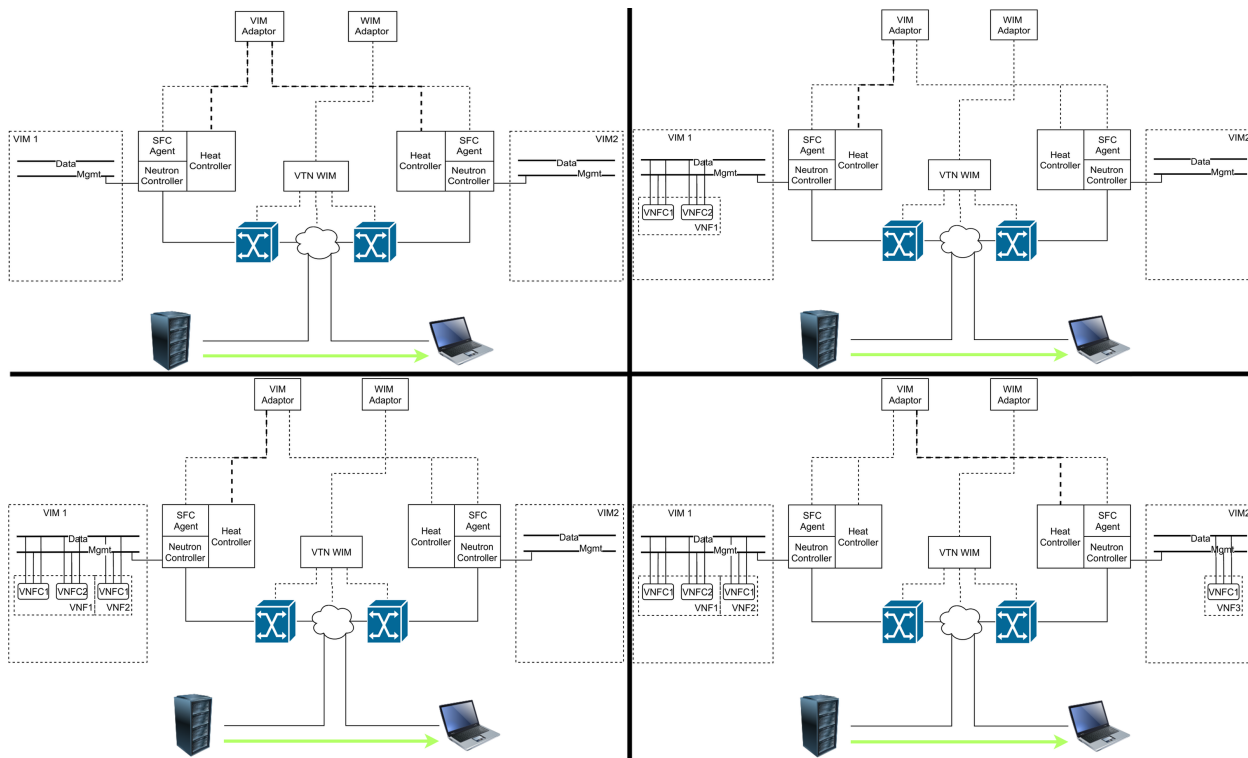 VIM
Adaptor
WIM
Adaptor
VIM 1
Data
Mgmt
SFC
Agent
Neutron
Controller
Heat
Controller
VTN WIM
Heat
Controller
SFC
Agent
Neutron
Controller
VIM2
Data
Mgmt
VIM
Adaptor
WIM
Adaptor
VIM 1
Data
Mgmt
VNFC1
VNFC2
VNF1
SFC
Agent
Neutron
Controller
Heat
Controller
VTN WIM
Heat
Controller
SFC
Agent
Neutron
Controller
VIM2
Data
Mgmt
VIM
Adaptor
WIM
Adaptor
VIM 1
Data
Mgmt
VNFC1
VNFC2
VNFC1
VNF1
VNF2
SFC
Agent
Neutron
Controller
Heat
Controller
VTN WIM
Heat
Controller
SFC
Agent
Neutron
Controller
VIM2
Data
Mgmt
VIM
Adaptor
WIM
Adaptor
VIM 1
Data
Mgmt
VNFC1
VNFC2
VNFC1
VNF1
VNF2
SFC
Agent
Neutron
Controller
Heat
Controller
VTN WIM
Heat
Controller
SFC
Agent
Neutron
Controller
VIM2
Data
Mgmt
VNFC1
VNF3